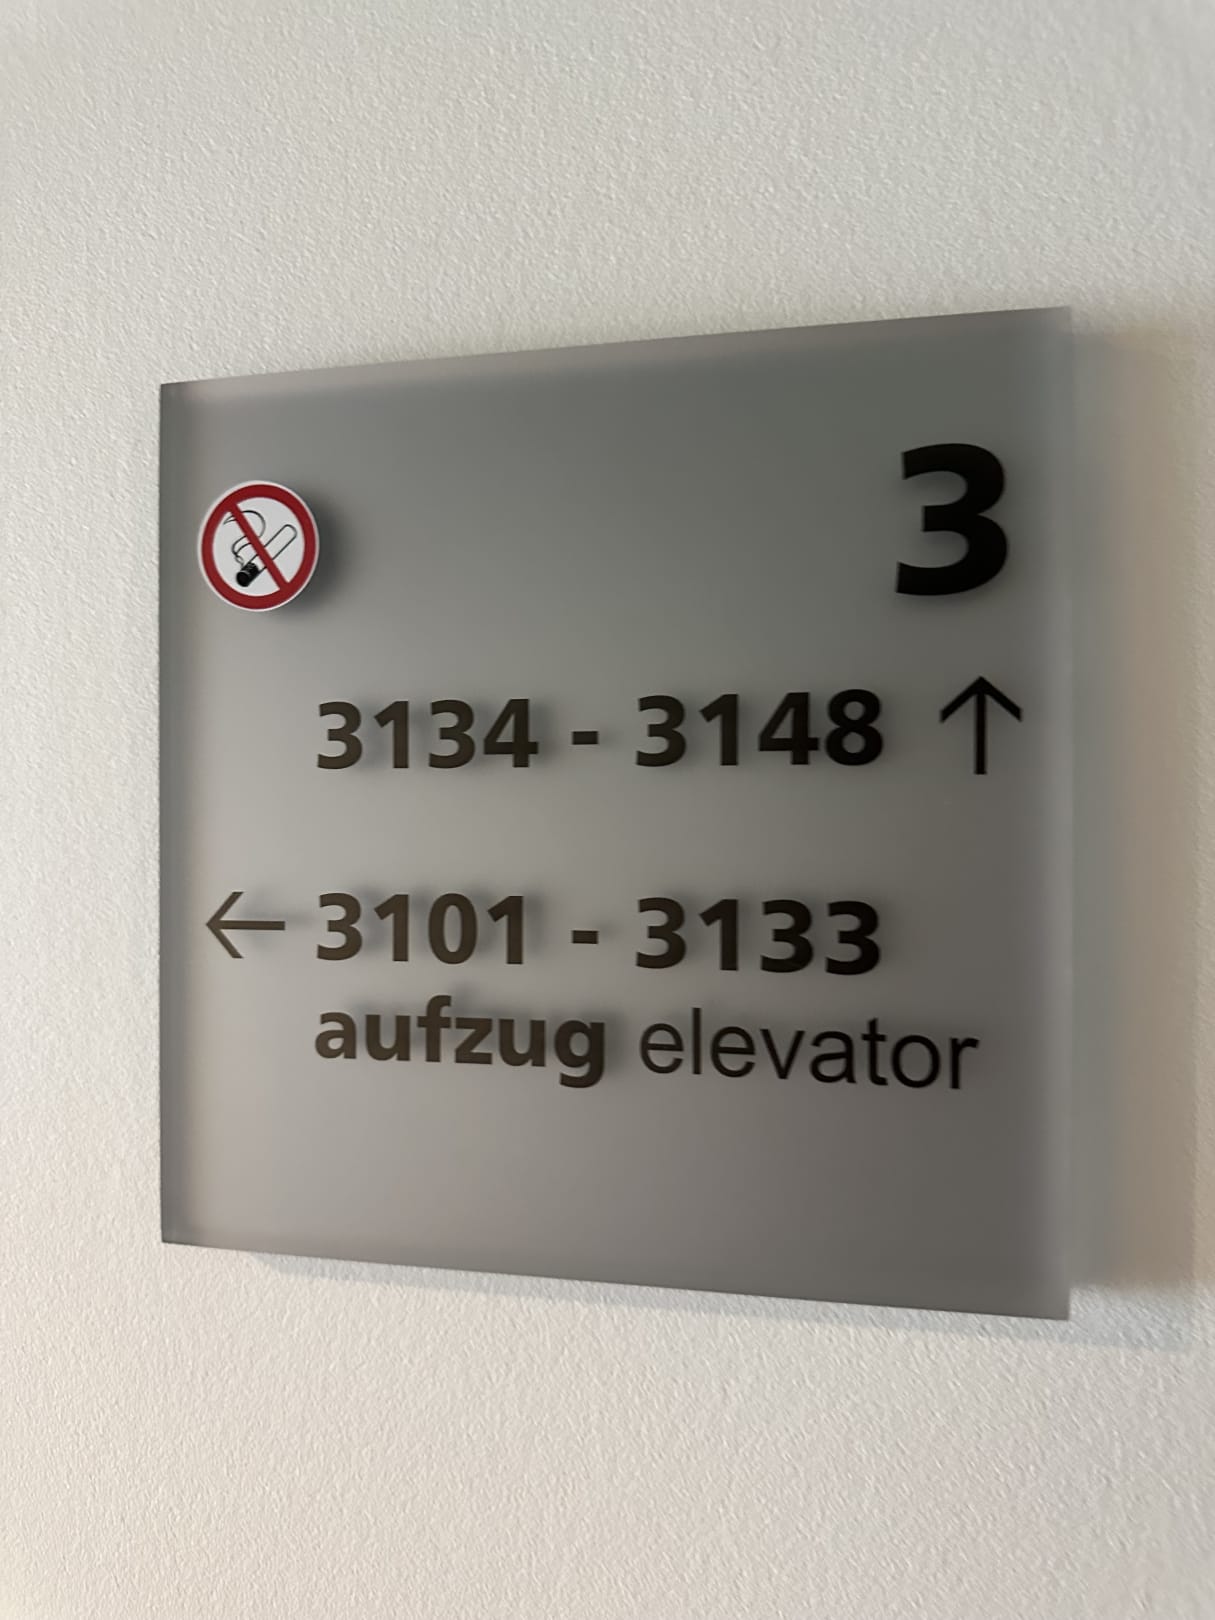 3
3134 - 3148 ↑
← 3101 - 3133
aufzug elevator